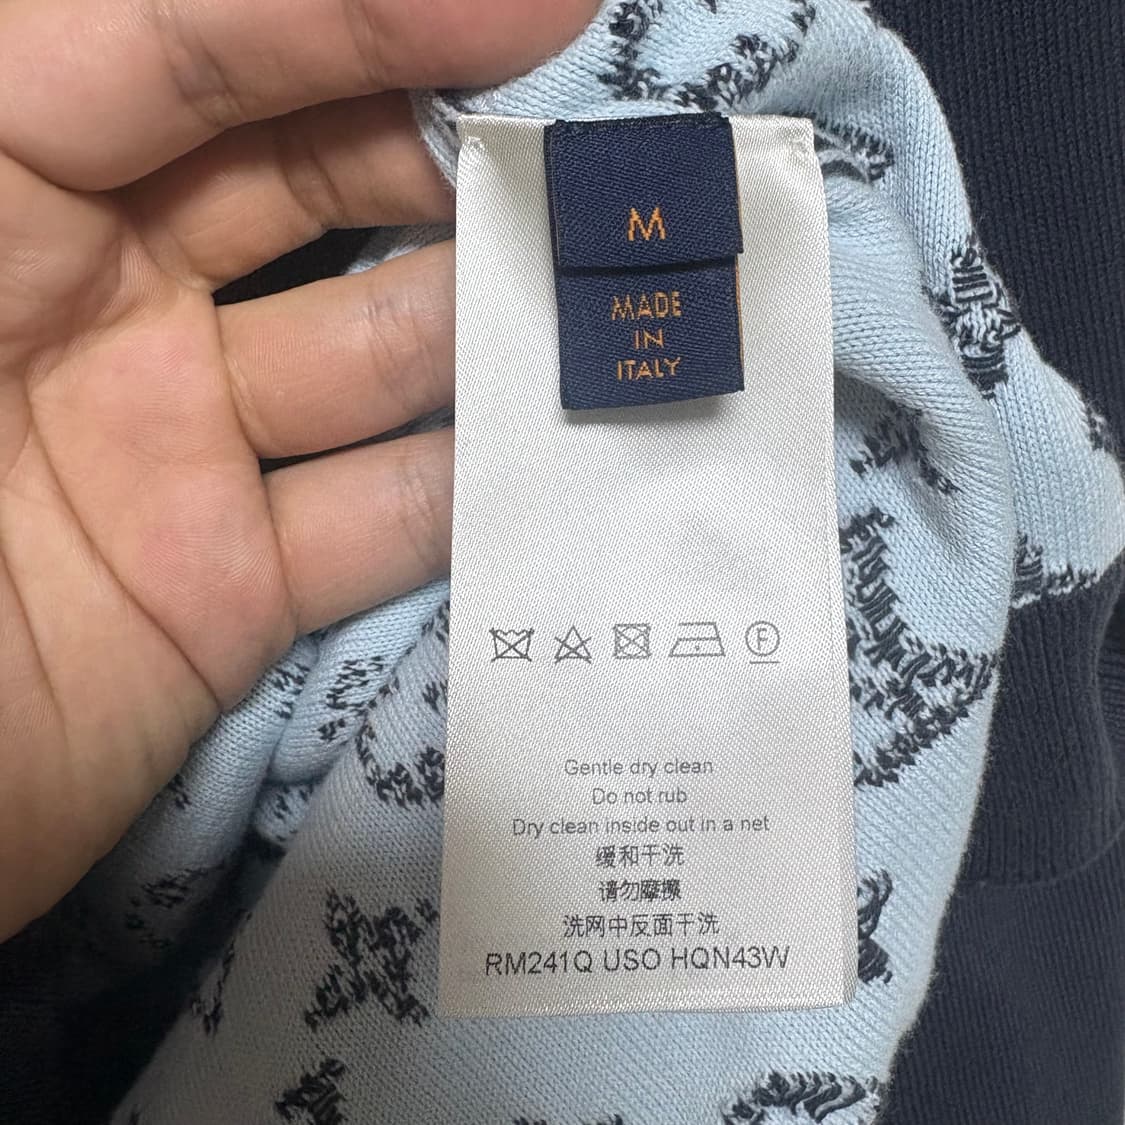 M
MADE
IN
ITALY
F
Gentle dry clean
Do not rub
Dry clean inside out in a net
缓和干洗
请勿摩擦
洗网中反面干洗
RM241Q USO HQN43W